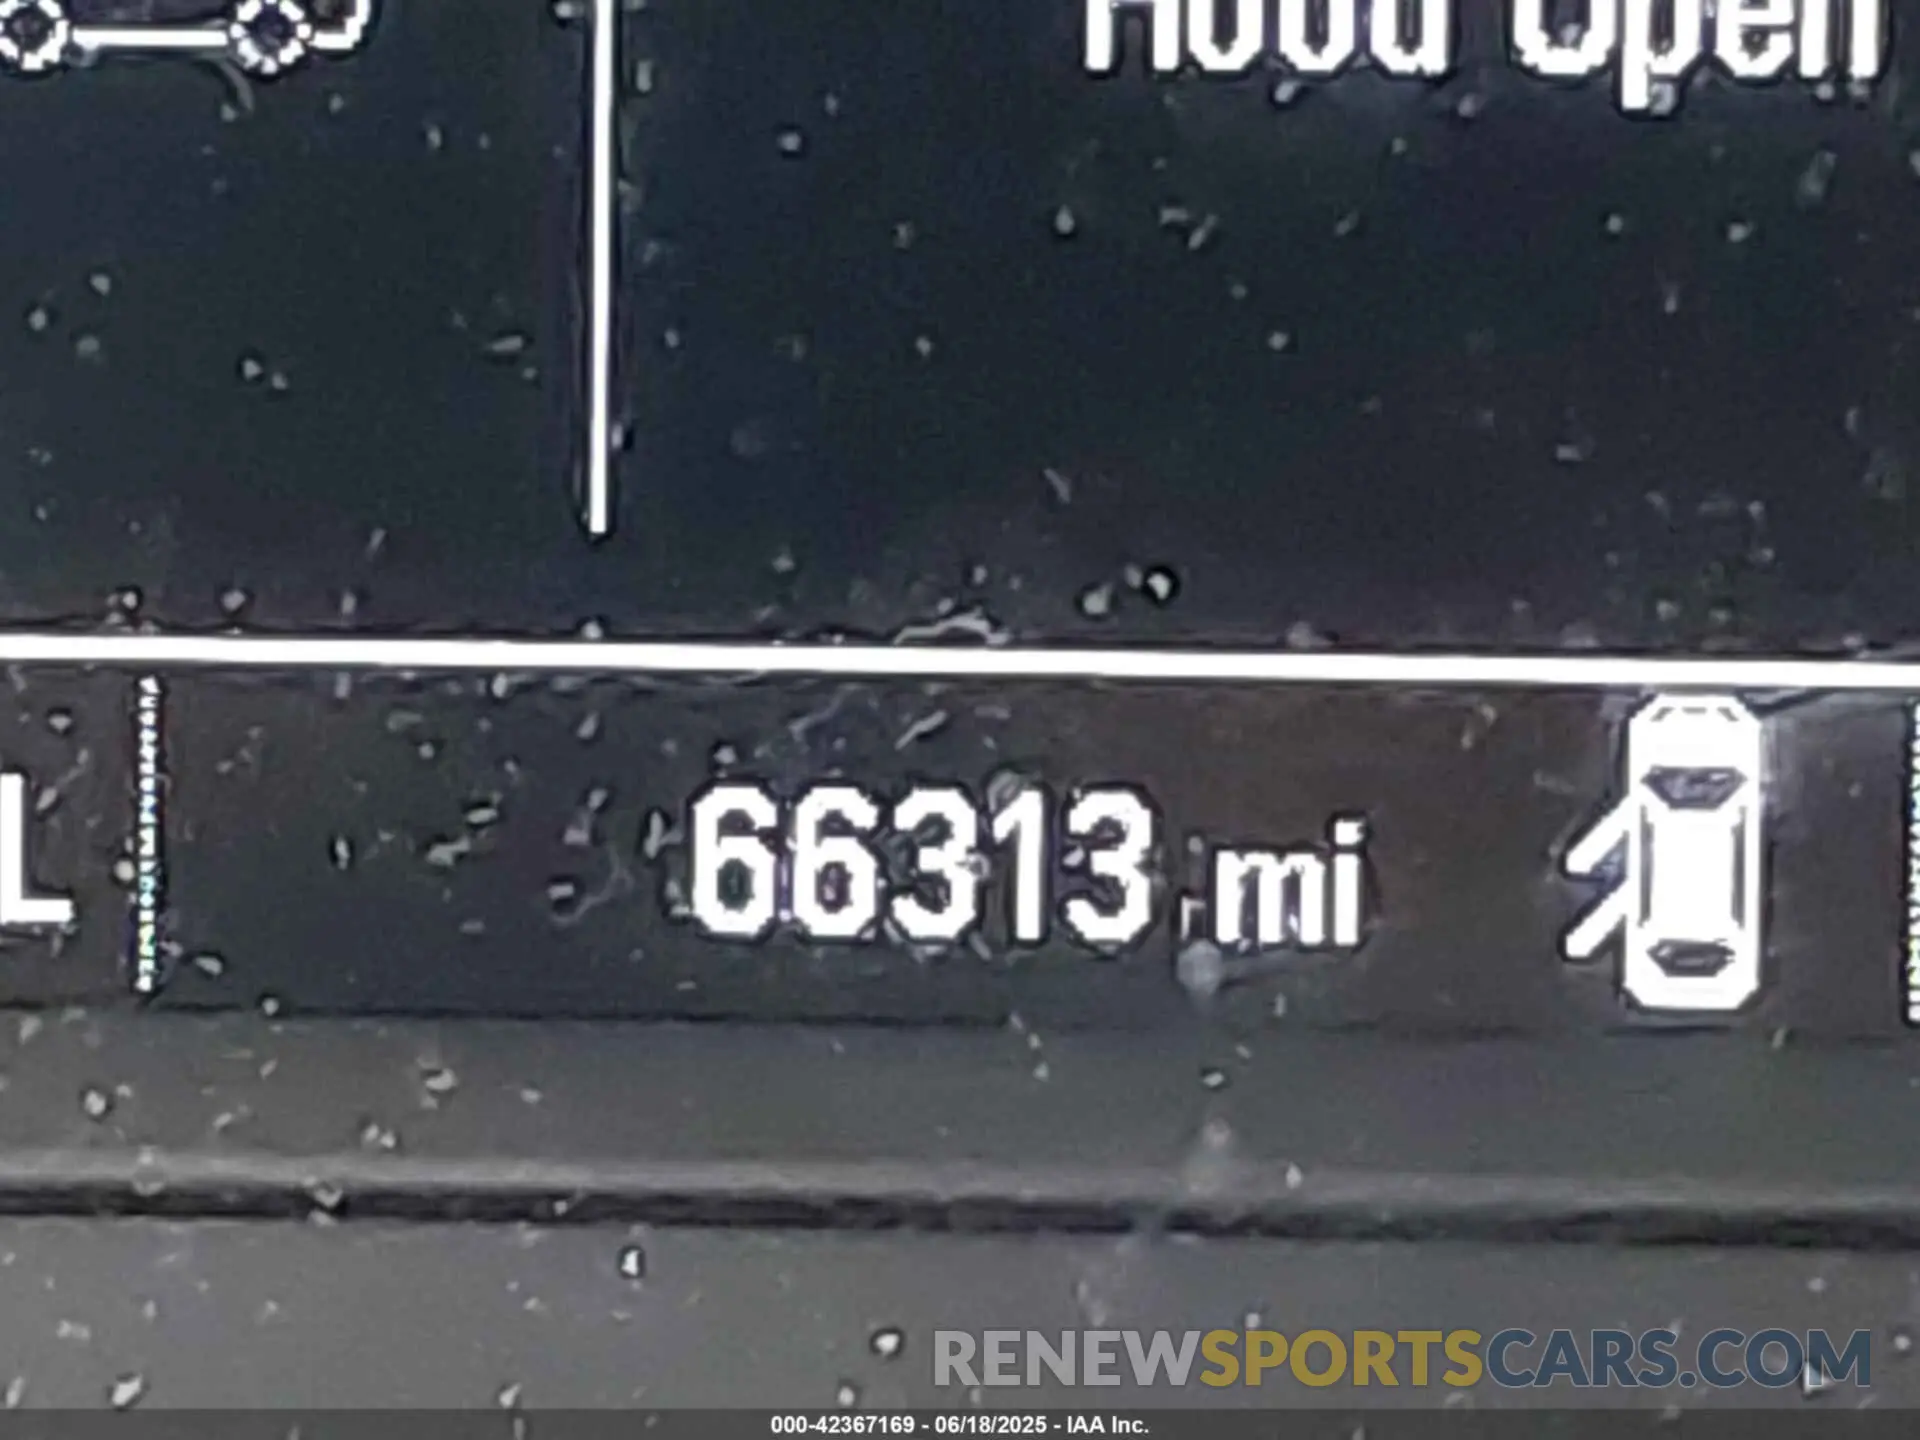 Hood Open
L
66313 mi
RENEWSPORTSCARS.COM
000-42367169 - 06/18/2025 - IAA Inc.